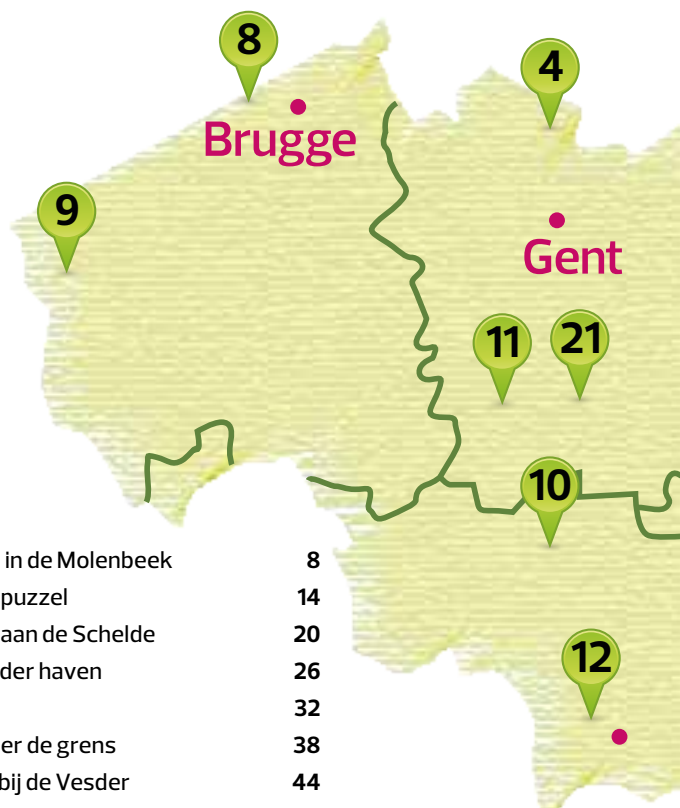 8
4
Brugge
9
Gent
11
21
10
in de Molenbeek 8
puzzel 14
aan de Schelde 20
der haven 26
32
12
er de grens 38
bij de Vesder 44